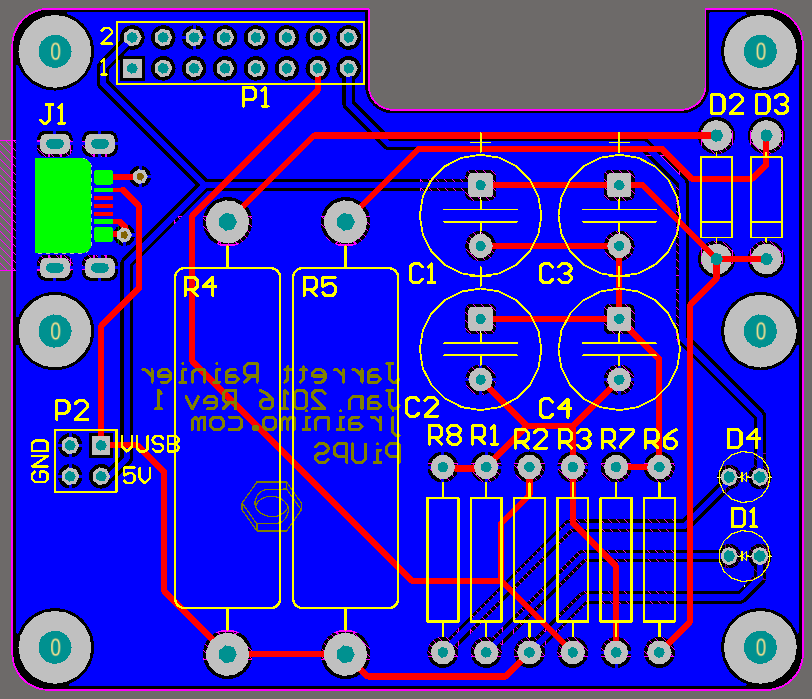 2
1
P1
J1
D2 D3
0
0
R4
R5
C1
C3
0
0
Jarrett Rainier
Jan 2016 Rev 1
jrainimo.com
PiUPS
C2
C4
P2
GND
VUSB
5V
R8 R1 R2 R3 R7 R6
D4
D1
0
0